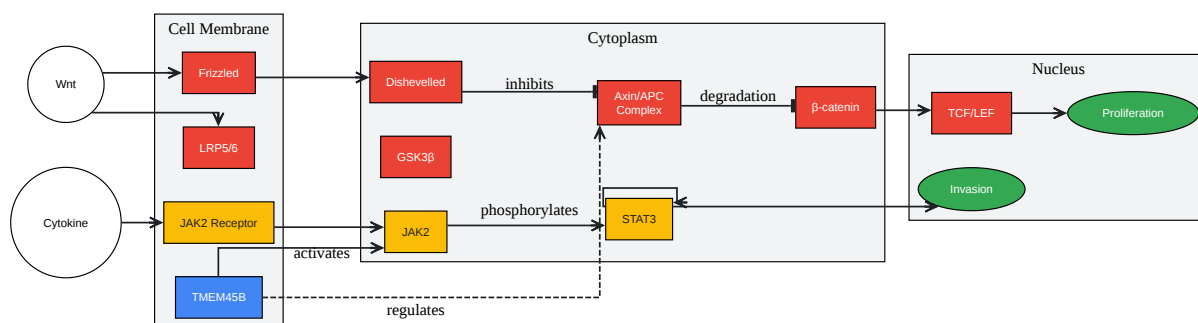 Cell Membrane
Cytoplasm
Nucleus
Wnt
Frizzled
Dishevelled
inhibits
Axin/APC
Complex
degradation
β-catenin
TCF/LEF
Proliferation
LRP5/6
GSK3β
Invasion
Cytokine
JAK2 Receptor
JAK2
phosphorylates
STAT3
activates
TMEM45B
regulates